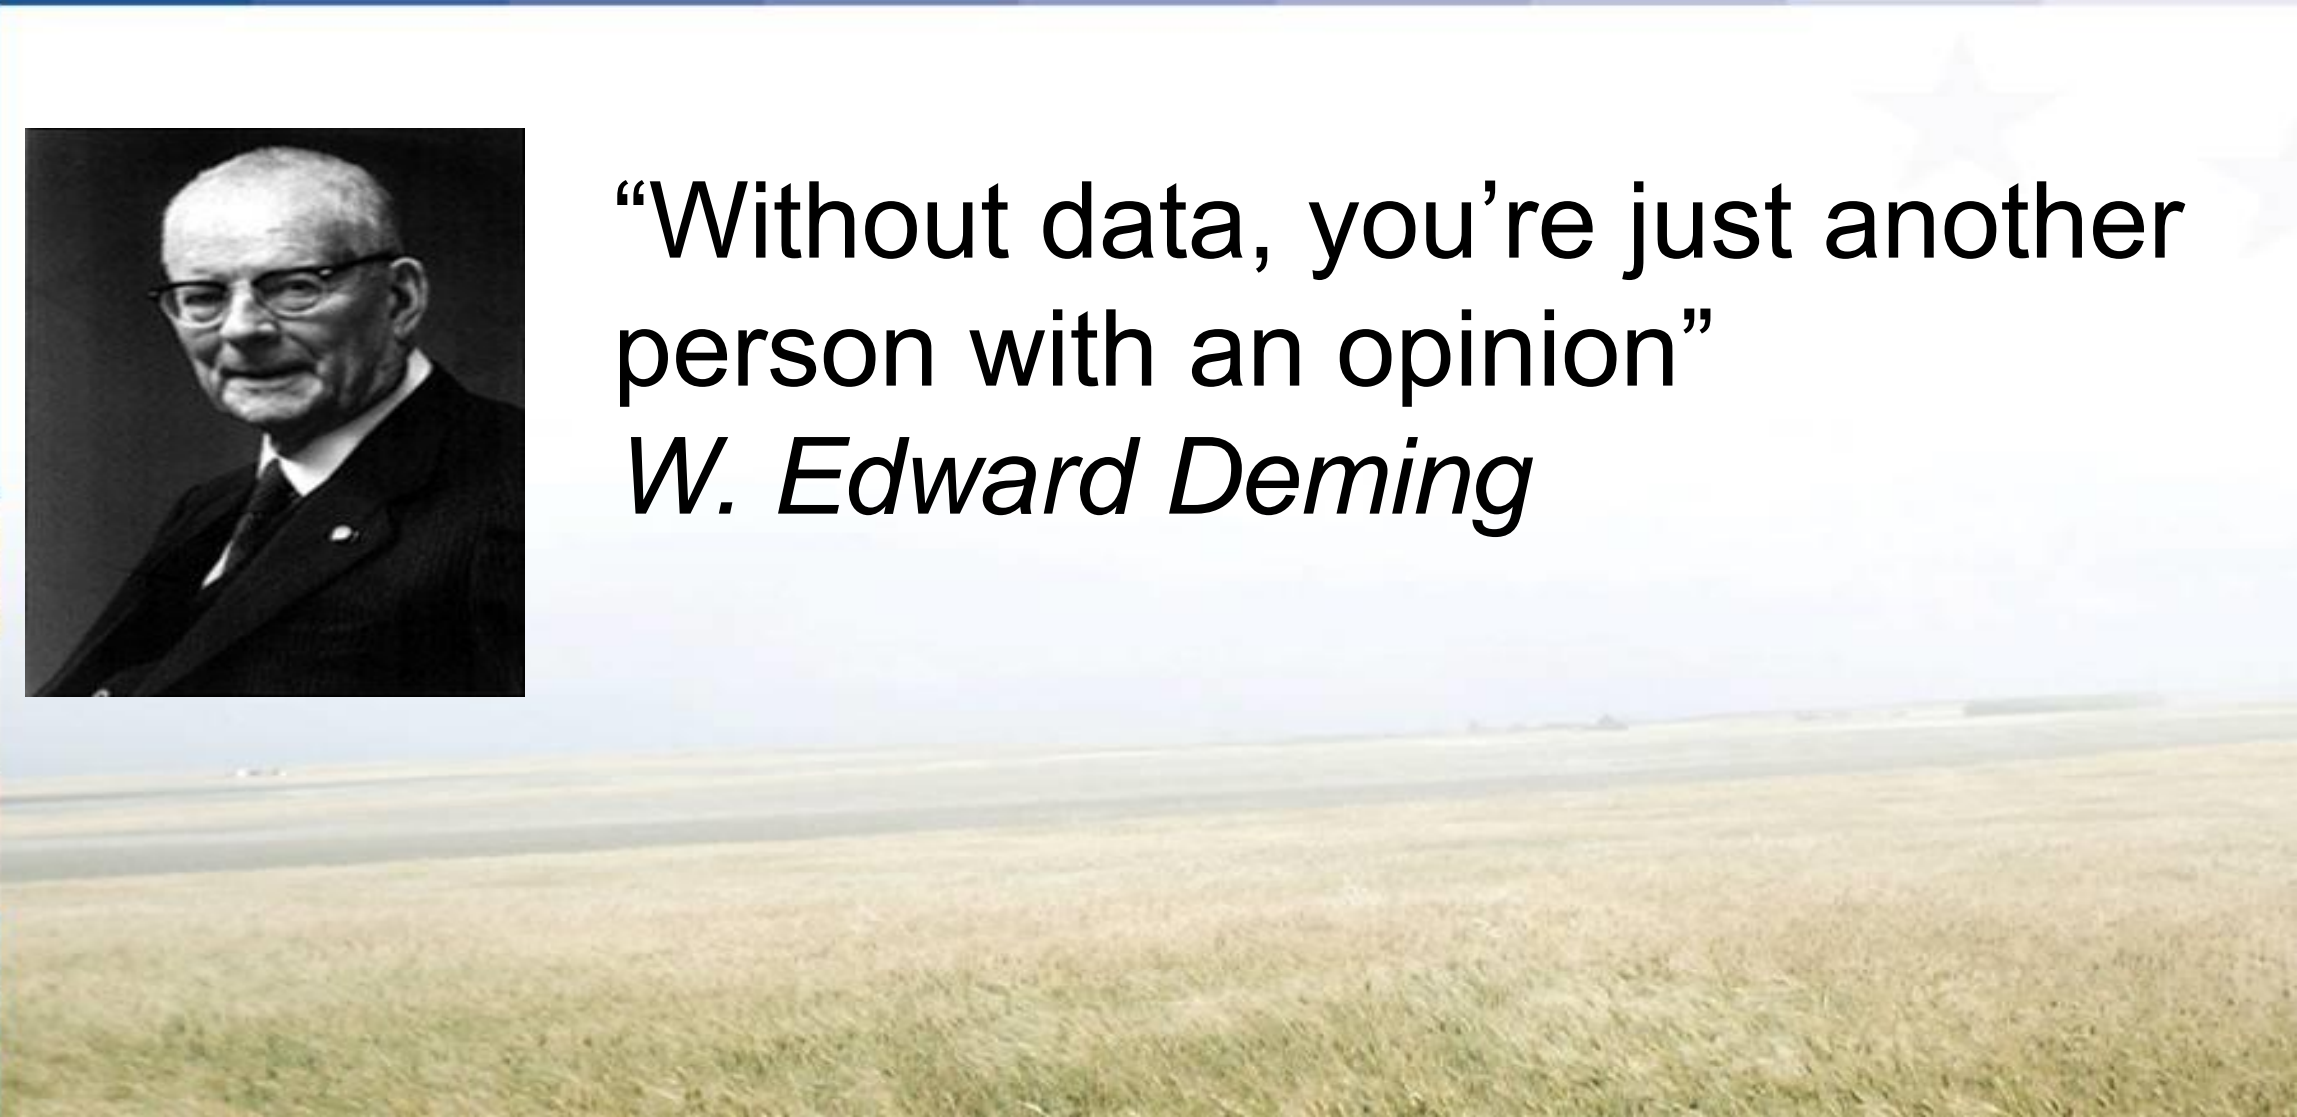 “Without data, you’re just another
person with an opinion”
W. Edward Deming